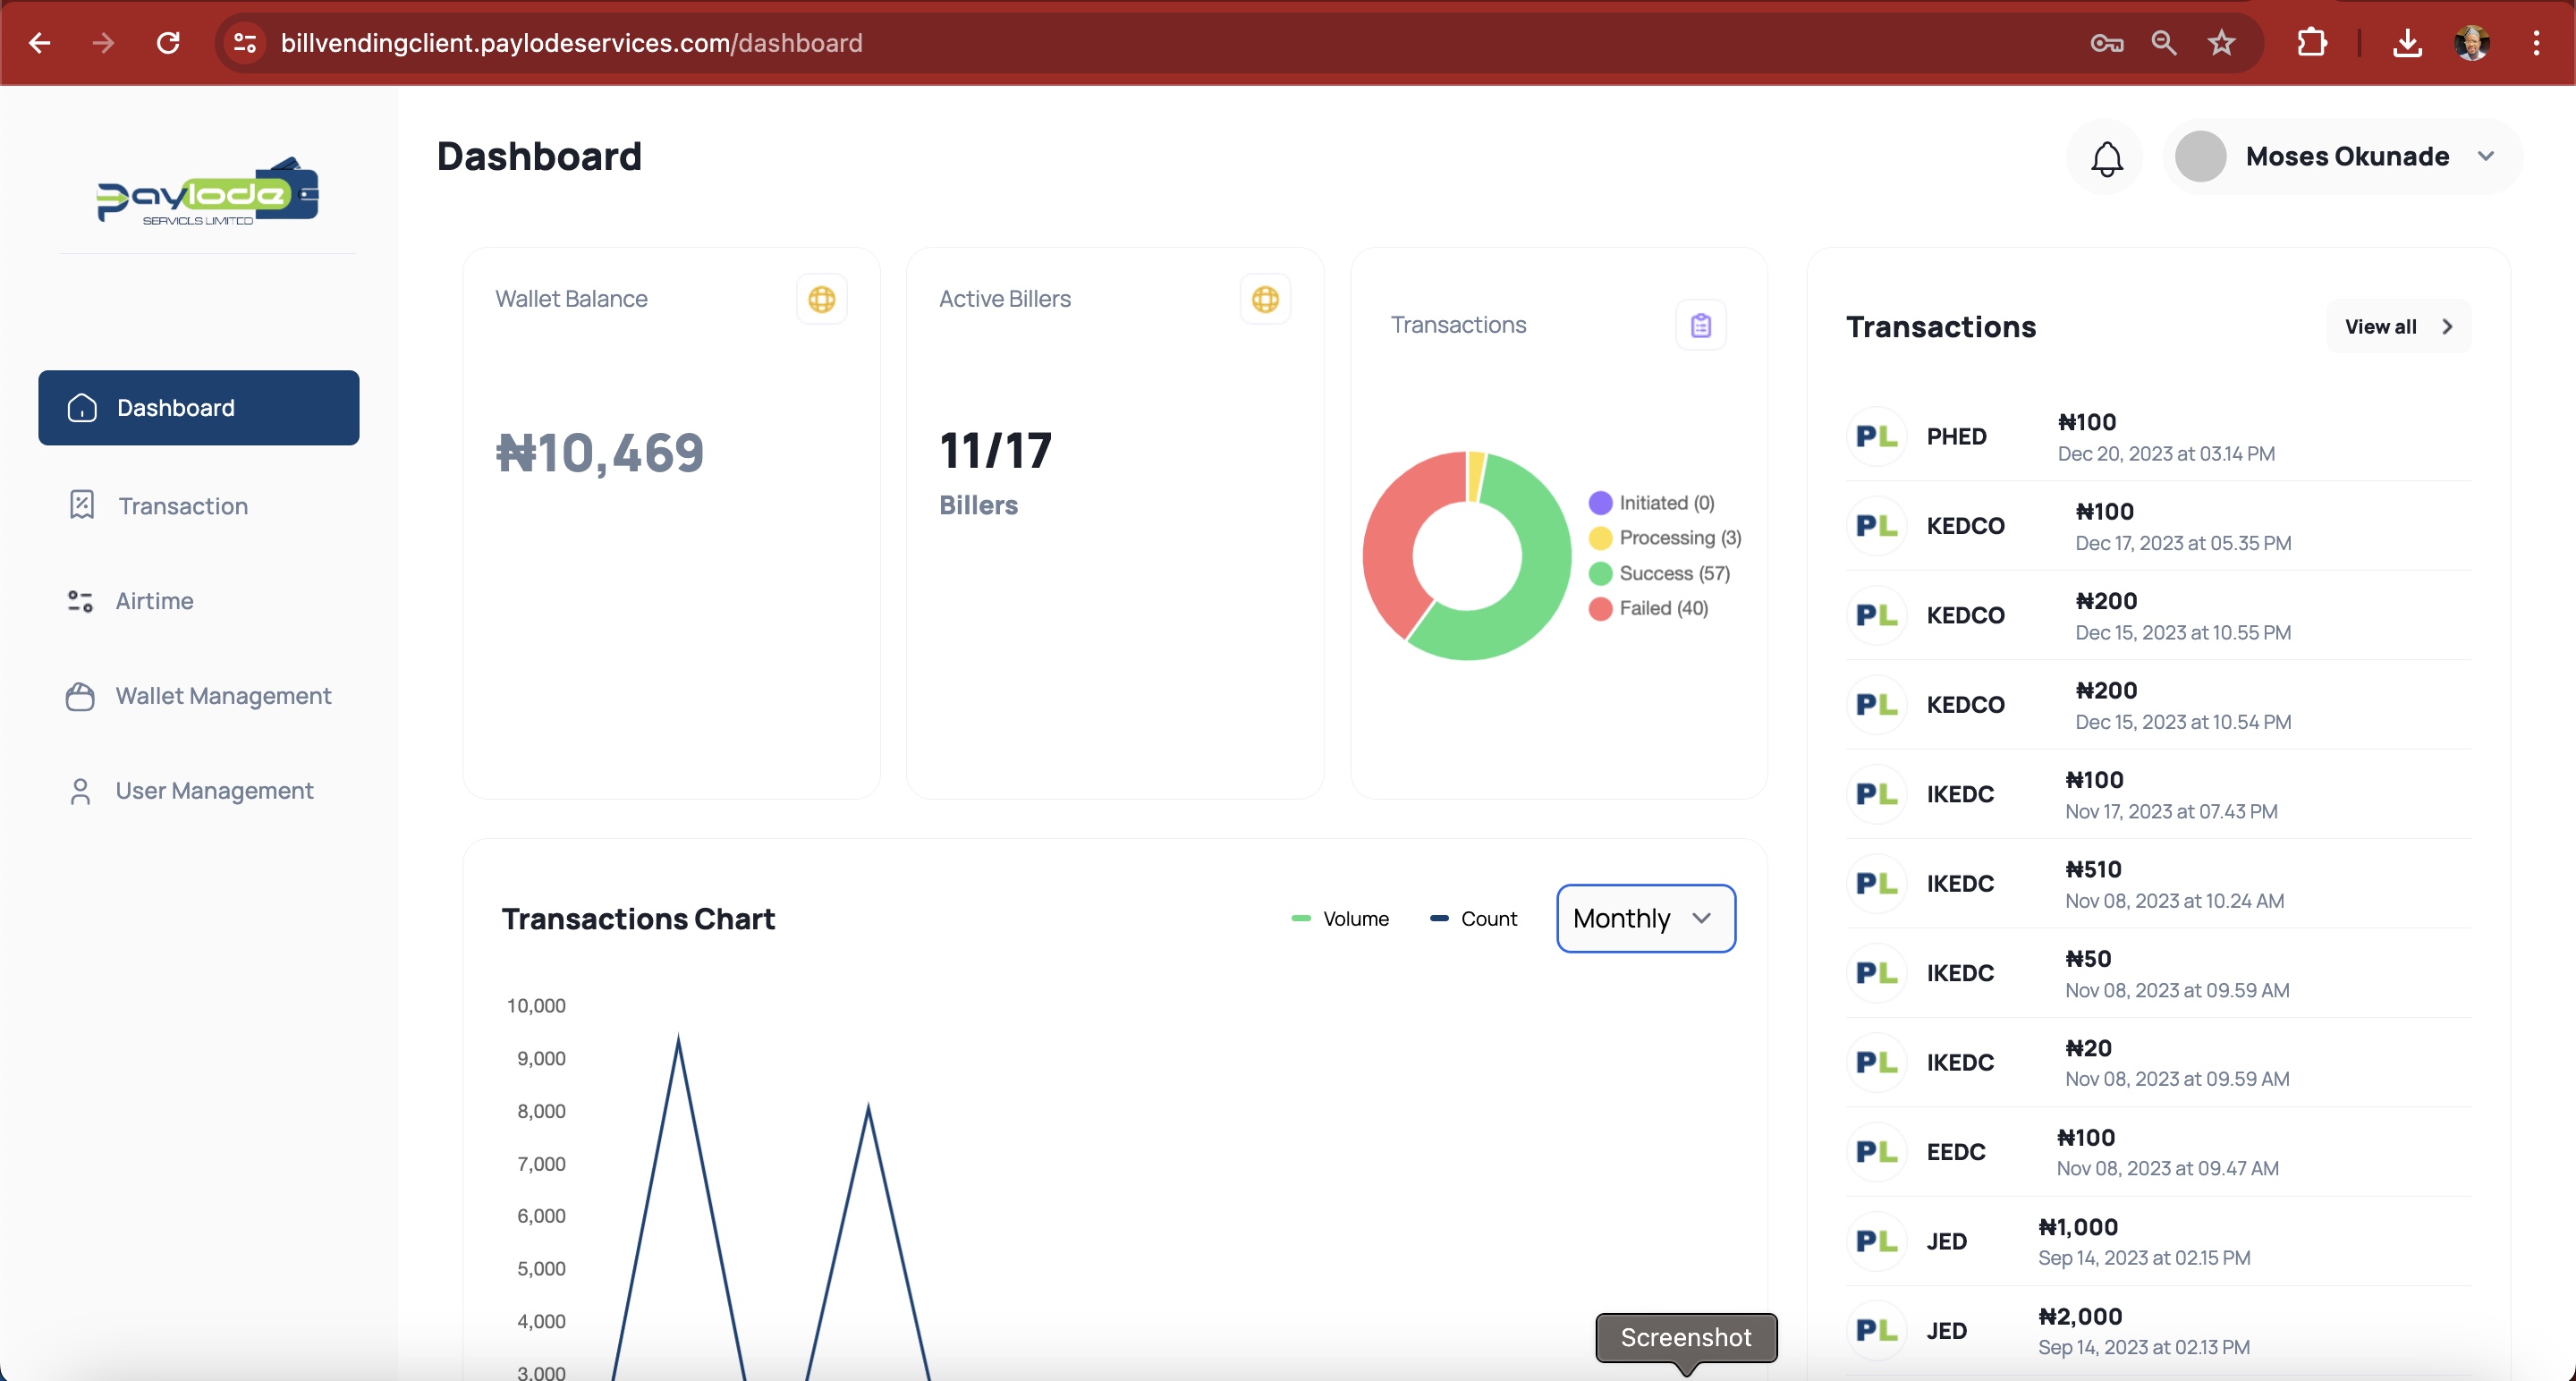 billvendingclient.paylodeservices.com/dashboard
Paylode
SERVICES LIMITED
Dashboard
Transaction
Airtime
Wallet Management
User Management
Dashboard
Moses Okunade
Wallet Balance
₦10,469
Active Billers
11/17
Billers
Transactions
Initiated (0)
Processing (3)
Success (57)
Failed (40)
Transactions Chart
Volume
Count
Monthly
10,000
9,000
8,000
7,000
6,000
5,000
4,000
3,000
Transactions
View all
PL PHED ₦100
Dec 20, 2023 at 03.14 PM
PL KEDCO ₦100
Dec 17, 2023 at 05.35 PM
PL KEDCO ₦200
Dec 15, 2023 at 10.55 PM
PL KEDCO ₦200
Dec 15, 2023 at 10.54 PM
PL IKEDC ₦100
Nov 17, 2023 at 07.43 PM
PL IKEDC ₦510
Nov 08, 2023 at 10.24 AM
PL IKEDC ₦50
Nov 08, 2023 at 09.59 AM
PL IKEDC ₦20
Nov 08, 2023 at 09.59 AM
PL EEDC ₦100
Nov 08, 2023 at 09.47 AM
PL JED ₦1,000
Sep 14, 2023 at 02.15 PM
PL JED ₦2,000
Sep 14, 2023 at 02.13 PM
Screenshot